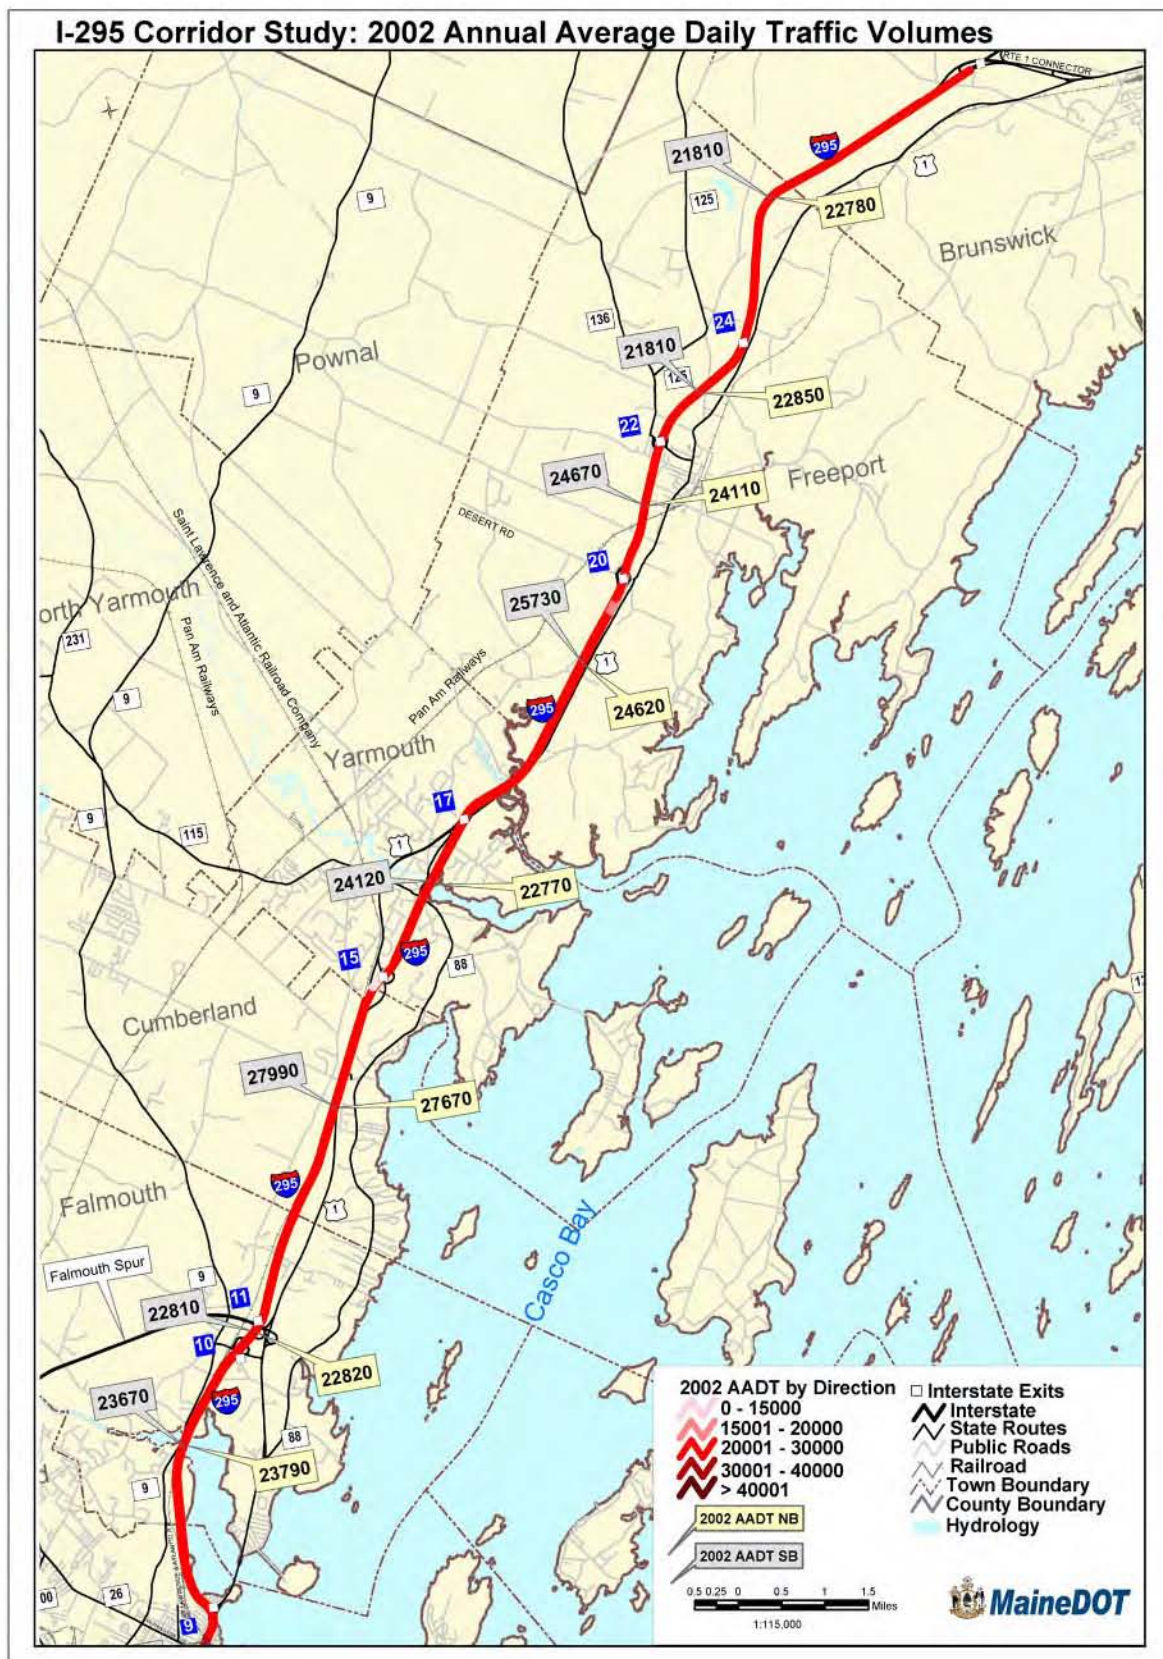 I-295 Corridor Study: 2002 Annual Average Daily Traffic Volumes
RTE 1 CONNECTOR
295
21810
1
9
125
22780
Brunswick
136
24
21810
Pownal
125
9
22850
22
24670
Freeport
24110
DESERT RD
Saint Lawrence and Atlantic Railroad Company
20
25730
orth Yarmouth
Pan Am Railways
231
1
Pan Am Railways
9
295
24620
Yarmouth
17
9
115
1
24120
22770
15
295
88
Cumberland
27990
27670
Falmouth
295
1
Casco Bay
Falmouth Spur
9
11
22810
10
22820
23670
295
88
23790
9
26
00
9
2002 AADT by Direction
0 - 15000
15001 - 20000
20001 - 30000
30001 - 40000
> 40001
2002 AADT NB
2002 AADT SB
0.5 0.25 0 0.5 1 1.5
Miles
1:115,000
Interstate Exits
Interstate
State Routes
Public Roads
Railroad
Town Boundary
County Boundary
Hydrology
MaineDOT